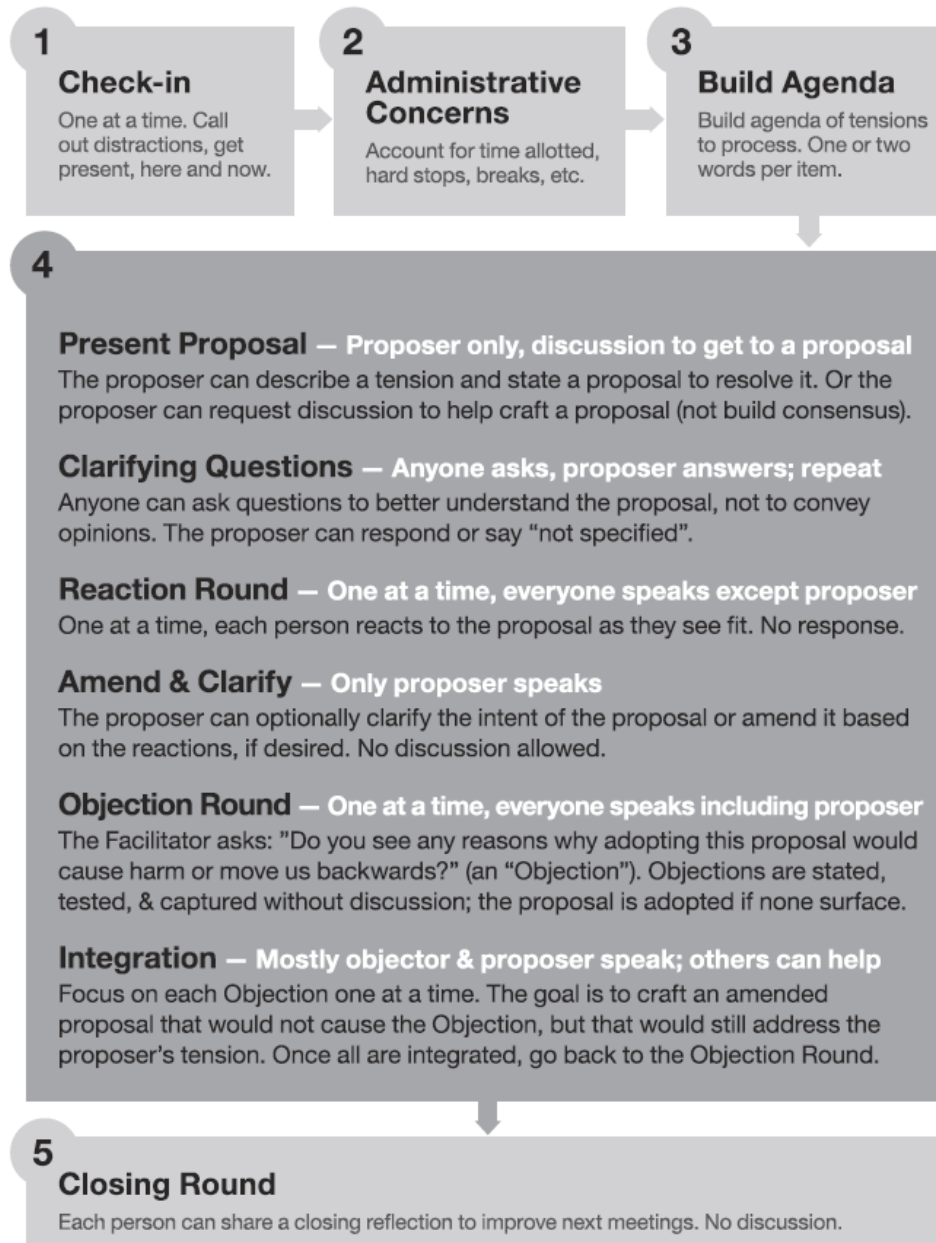 1
Check-in
One at a time. Call
out distractions, get
present, here and now.
2
Administrative
Concerns
Account for time allotted,
hard stops, breaks, etc.
3
Build Agenda
Build agenda of tensions
to process. One or two
words per item.
4
Present Proposal — Proposer only, discussion to get to a proposal
The proposer can describe a tension and state a proposal to resolve it. Or the
proposer can request discussion to help craft a proposal (not build consensus).
Clarifying Questions — Anyone asks, proposer answers; repeat
Anyone can ask questions to better understand the proposal, not to convey
opinions. The proposer can respond or say “not specified”.
Reaction Round — One at a time, everyone speaks except proposer
One at a time, each person reacts to the proposal as they see fit. No response.
Amend & Clarify — Only proposer speaks
The proposer can optionally clarify the intent of the proposal or amend it based
on the reactions, if desired. No discussion allowed.
Objection Round — One at a time, everyone speaks including proposer
The Facilitator asks: ”Do you see any reasons why adopting this proposal would
cause harm or move us backwards?” (an “Objection”). Objections are stated,
tested, & captured without discussion; the proposal is adopted if none surface.
Integration — Mostly objector & proposer speak; others can help
Focus on each Objection one at a time. The goal is to craft an amended
proposal that would not cause the Objection, but that would still address the
proposer’s tension. Once all are integrated, go back to the Objection Round.
5
Closing Round
Each person can share a closing reflection to improve next meetings. No discussion.